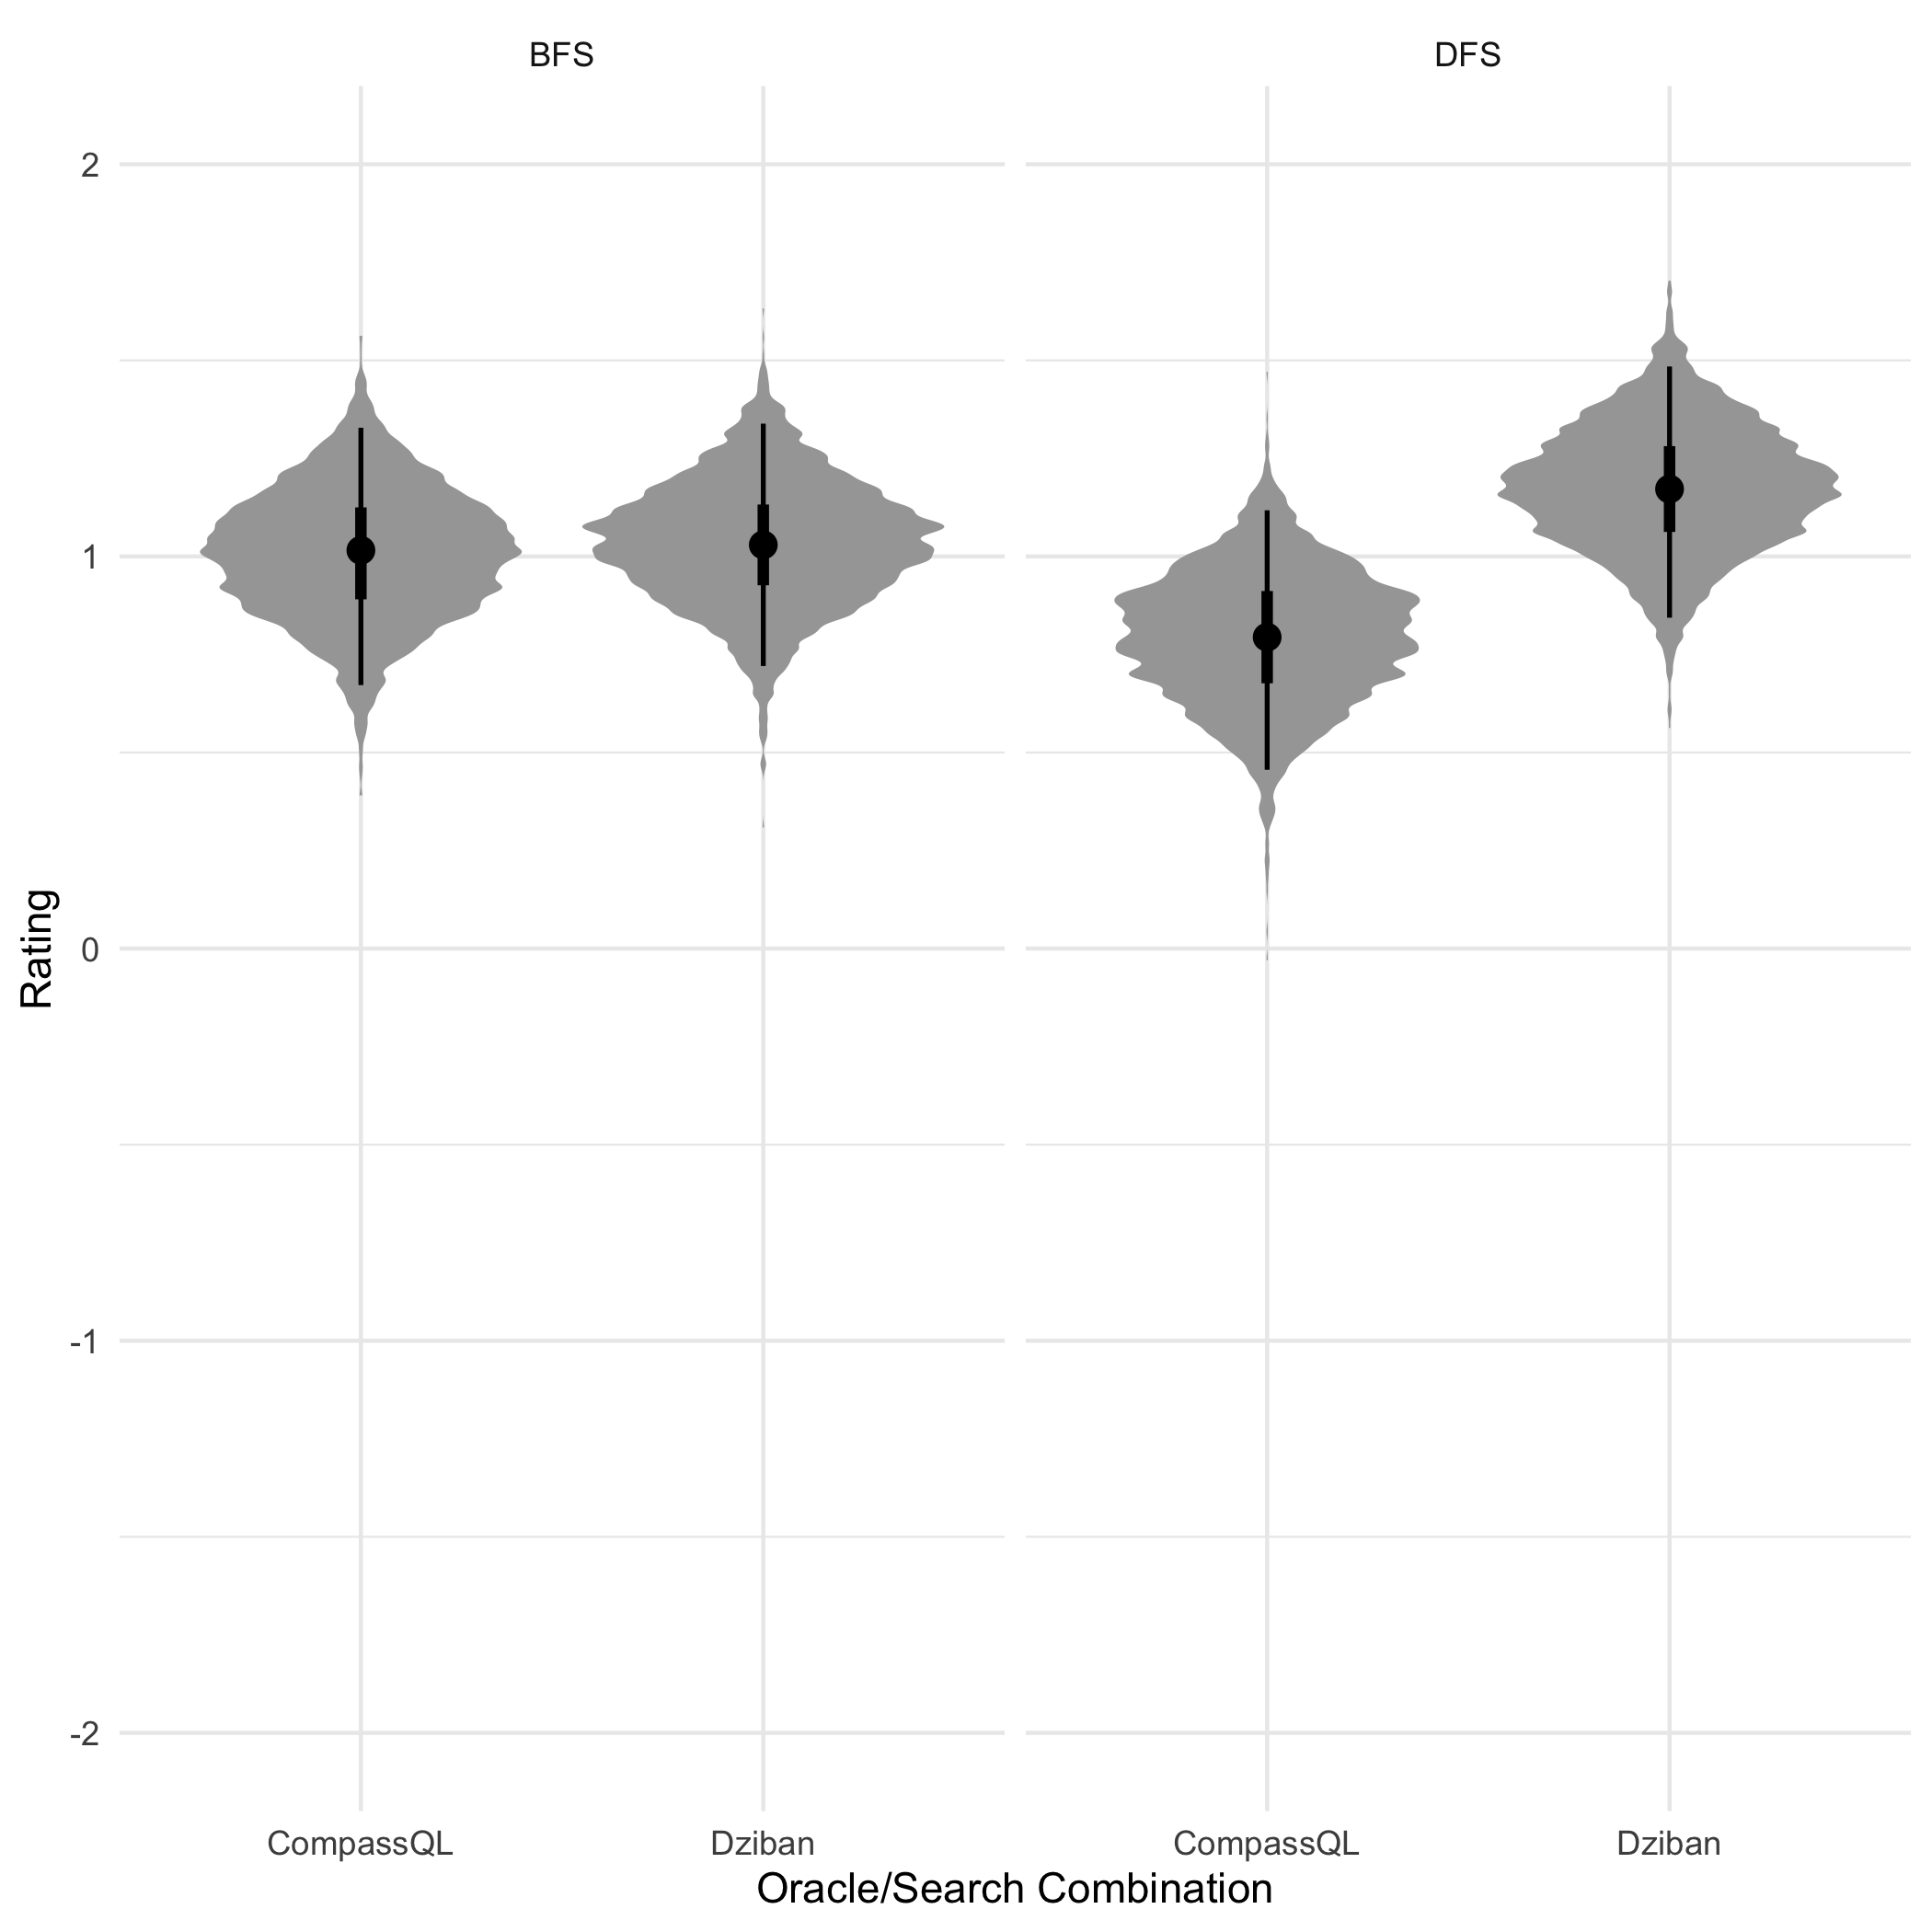 BFS
DFS
2
1
0
-1
-2
Rating
CompassQL
Dziban
CompassQL
Dziban
Oracle/Search Combination